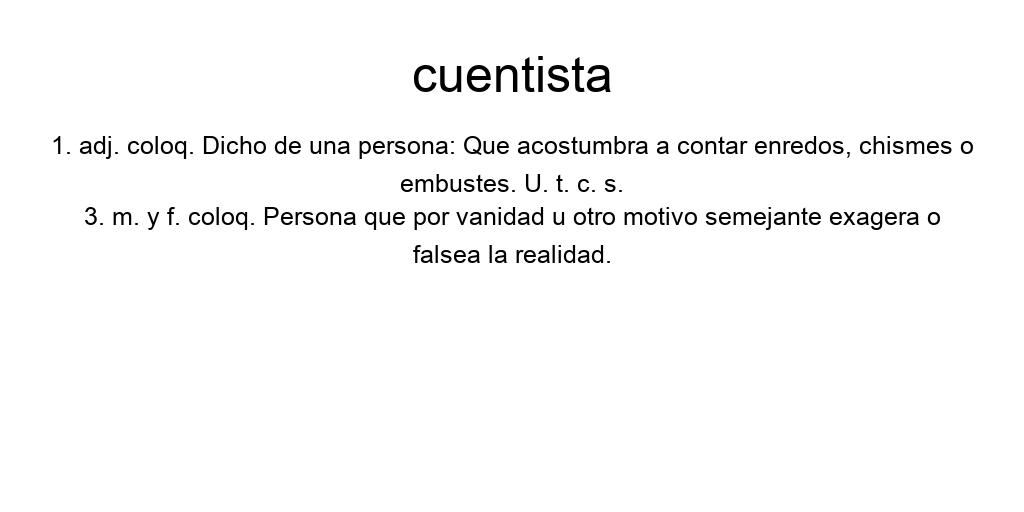 cuentista
1. adj. coloq. Dicho de una persona: Que acostumbra a contar enredos, chismes o
embustes. U. t. c. s.
3. m. y f. coloq. Persona que por vanidad u otro motivo semejante exagera o
falsea la realidad.